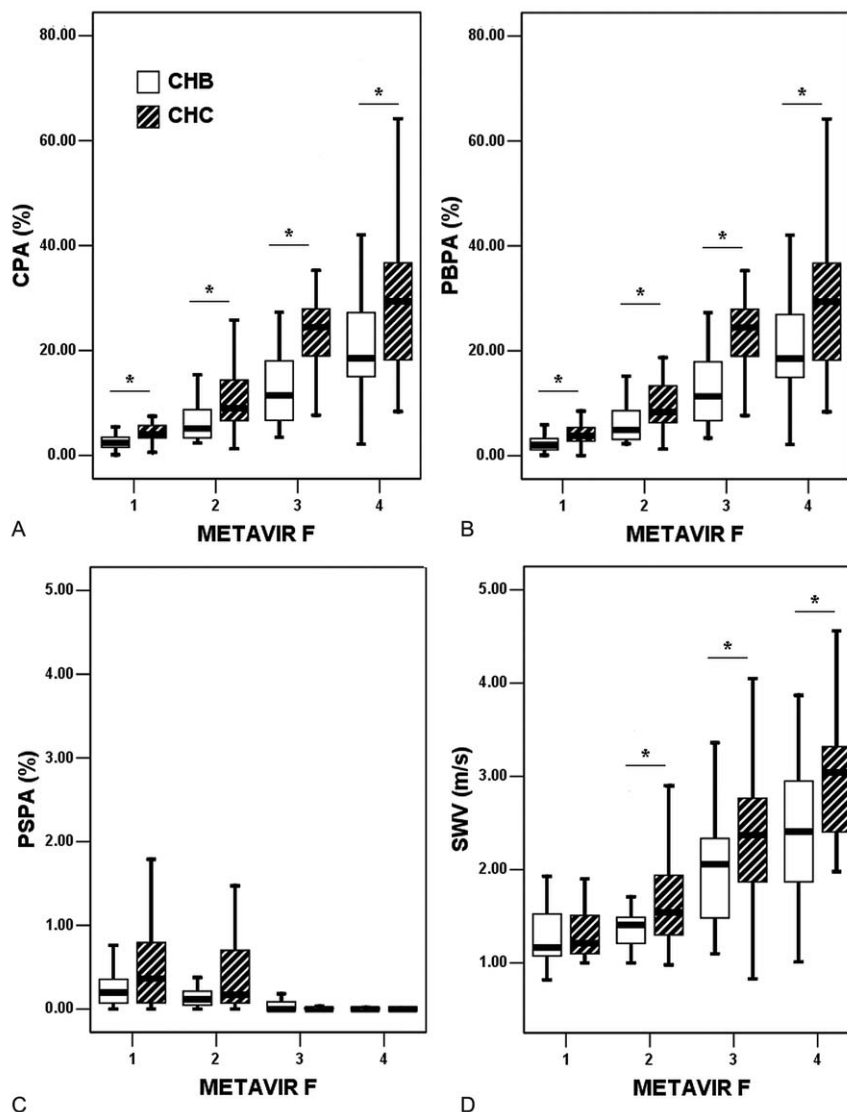 80.00
60.00
40.00
20.00
0.00
CPA (%)
CHB
CHC
*
*
*
*
1 2 3 4
METAVIR F
A
80.00
60.00
40.00
20.00
0.00
PBPA (%)
*
*
*
*
1 2 3 4
METAVIR F
B
5.00
4.00
3.00
2.00
1.00
0.00
PSPA (%)
1 2 3 4
METAVIR F
C
5.00
4.00
3.00
2.00
1.00
SWV (m/s)
*
*
*
1 2 3 4
METAVIR F
D